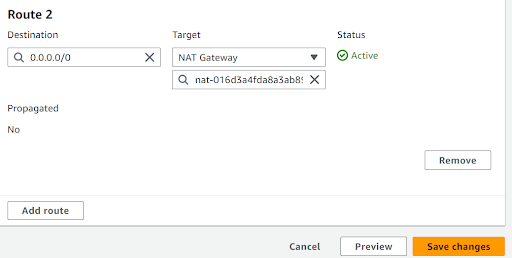 Route 2
Destination Target Status
0.0.0.0/0 NAT Gateway Active
nat-016d3a4fda8a3ab8
Propagated
No
Remove
Add route
Cancel Preview Save changes